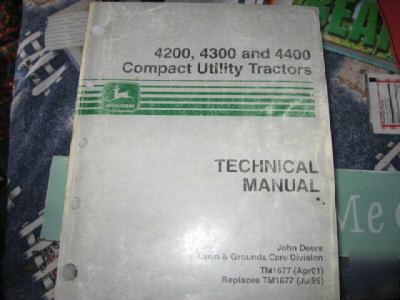 4200, 4300 and 4400
Compact Utility Tractors
JOHN DEERE
TECHNICAL
MANUAL
John Deere
Lawn & Grounds Care Division
TM1677 (Apr01)
Replaces TM1677 (Jul99)
Me